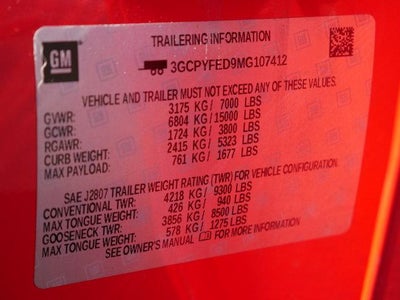 GM
TRAILERING INFORMATION
3GCPYFED9MG107412
VEHICLE AND TRAILER MUST NOT EXCEED ANY OF THESE VALUES.
GVWR: 3175 KG/ 7000 LBS
GCWR: 6804 KG/ 15000 LBS
RGAWR: 1724 KG/ 3800 LBS
CURB WEIGHT: 2415 KG/ 5323 LBS
MAX PAYLOAD: 761 KG/ 1677 LBS
SAE J2807 TRAILER WEIGHT RATING (TWR) FOR VEHICLE CONFIGURATION.
CONVENTIONAL TWR: 4218 KG/ 9300 LBS
MAX TONGUE WEIGHT: 426 KG/ 940 LBS
GOOSENECK TWR: 3856 KG/ 8500 LBS
MAX TONGUE WEIGHT: 578 KG/ 1275 LBS
SEE OWNER'S MANUAL FOR MORE INFORMATION